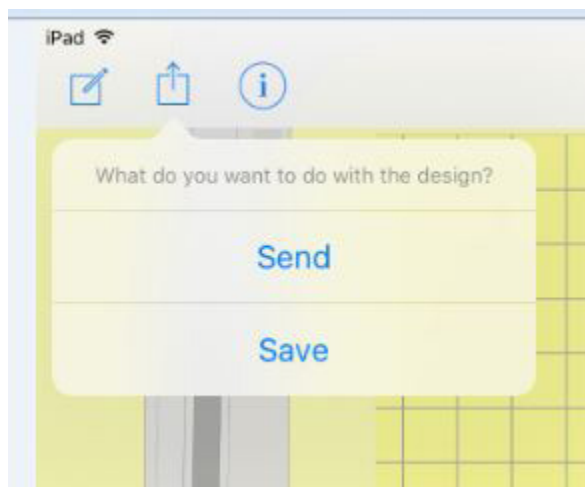 iPad
What do you want to do with the design?
Send
Save